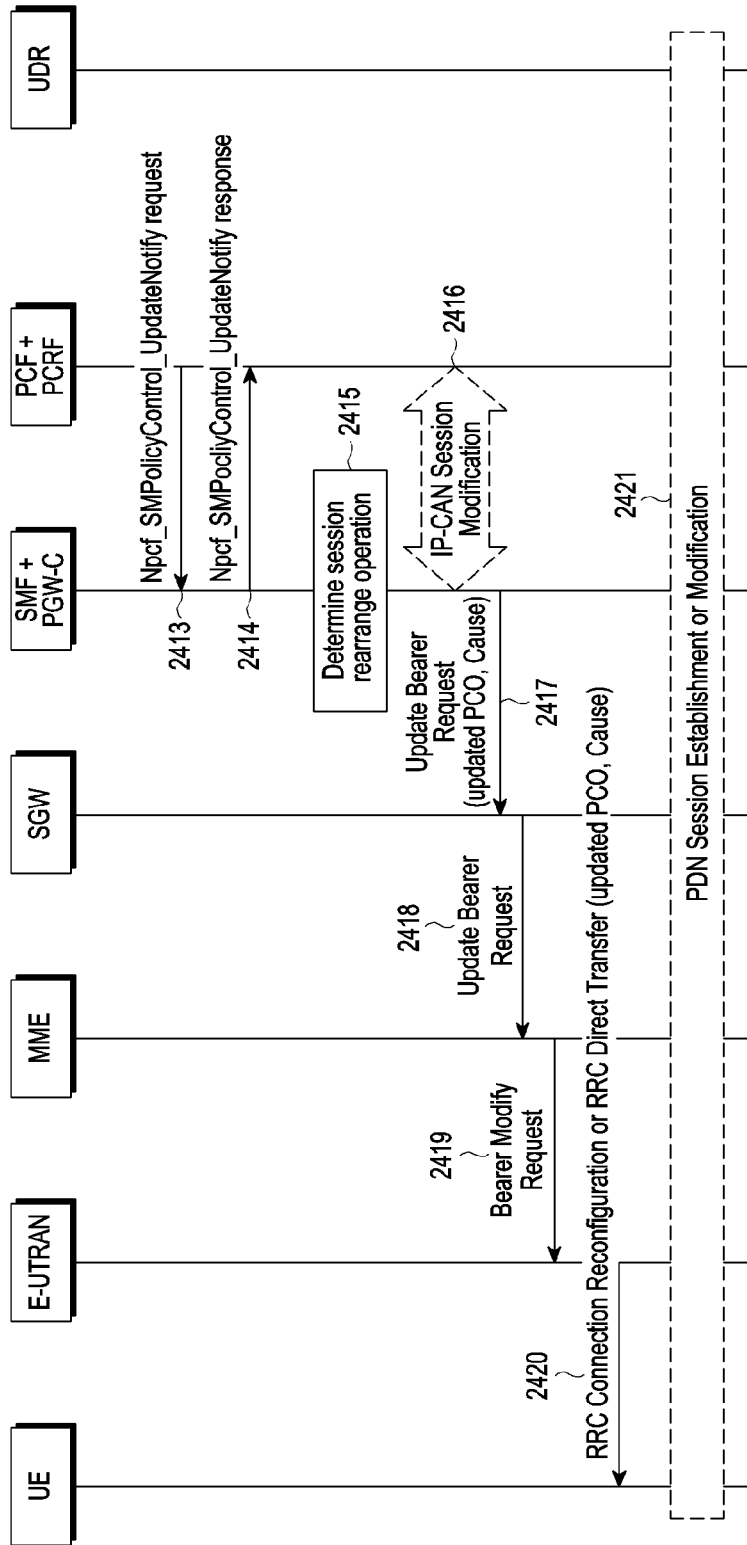 UE
E-UTRAN
MME
SGW
SMF +
PGW-C
PCF +
PCRF
UDR
Npcf_SMPolicyControl_UpdateNotify request
2413
Npcf_SMPocliyControl_UpdateNotify response
2414
2415
Determine session
rearrange operation
2416
IP-CAN Session
Modification
Update Bearer
Request
(updated PCO, Cause)
2417
2418
Update Bearer
Request
2419
Bearer Modify
Request
2420
RRC Connection Reconfiguration or RRC Direct Transfer (updated PCO, Cause)
2421
PDN Session Establishment or Modification